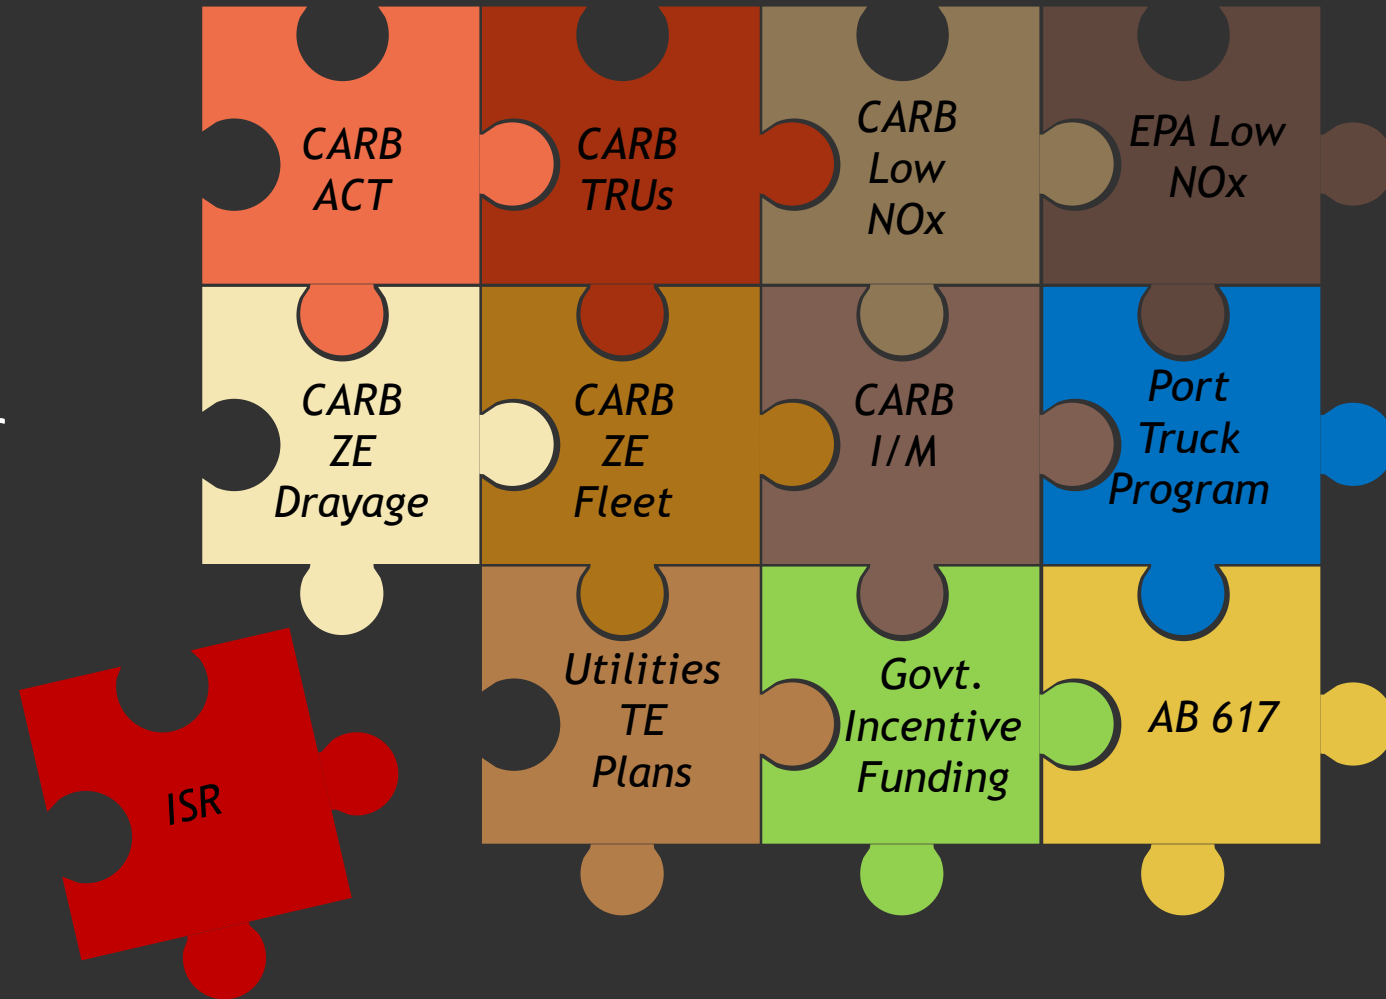 CARB
ACT
CARB
TRUs
CARB
Low
NOx
EPA Low
NOx
CARB
ZE
Drayage
CARB
ZE
Fleet
CARB
I/M
Port
Truck
Program
ISR
Utilities
TE
Plans
Govt.
Incentive
Funding
AB 617